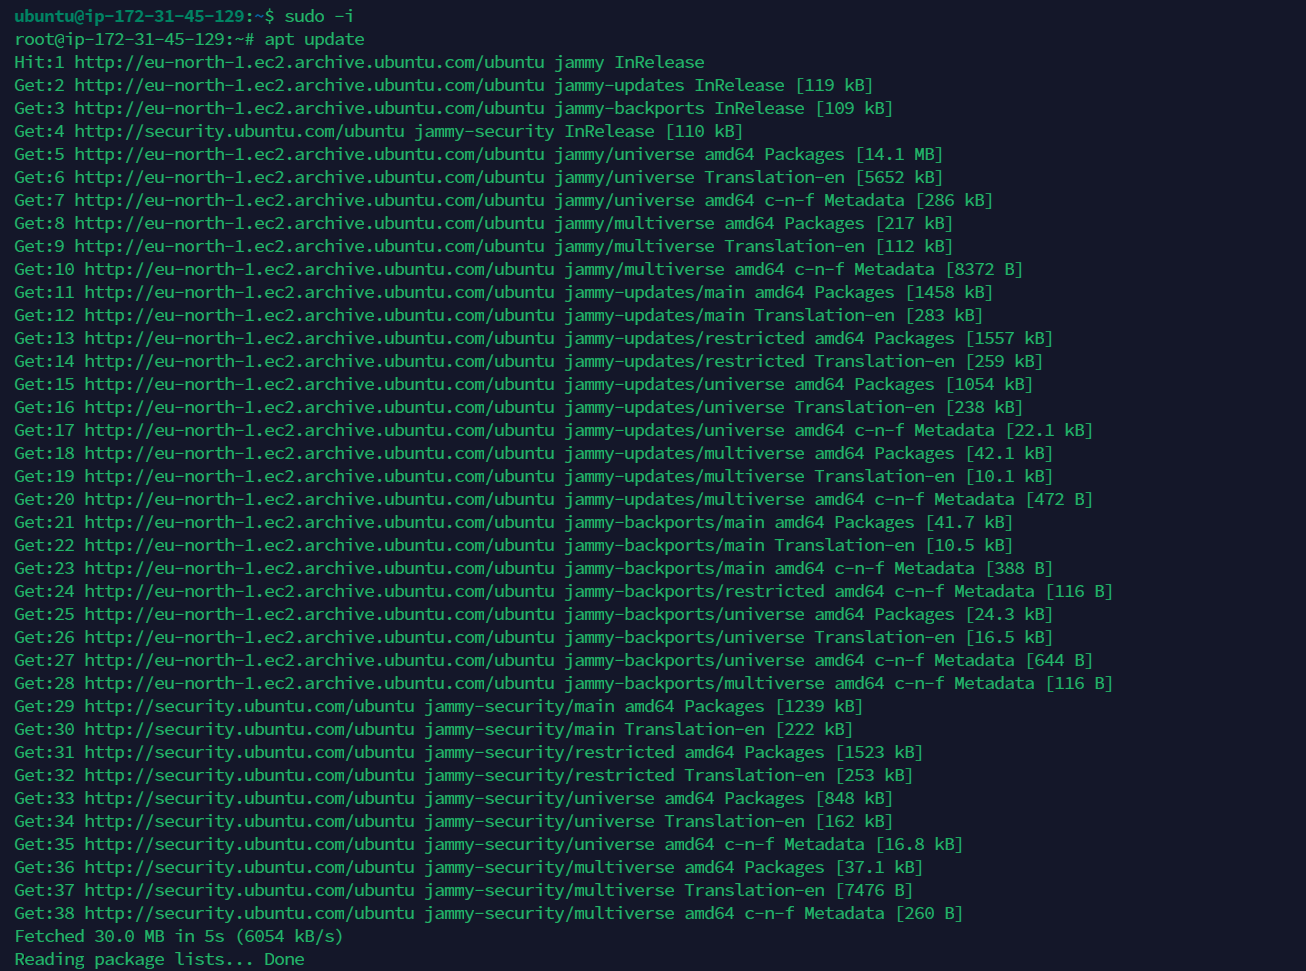 ubuntu@ip-172-31-45-129:~$ sudo -i
root@ip-172-31-45-129:~# apt update
Hit:1 http://eu-north-1.ec2.archive.ubuntu.com/ubuntu jammy InRelease
Get:2 http://eu-north-1.ec2.archive.ubuntu.com/ubuntu jammy-updates InRelease [119 kB]
Get:3 http://eu-north-1.ec2.archive.ubuntu.com/ubuntu jammy-backports InRelease [109 kB]
Get:4 http://security.ubuntu.com/ubuntu jammy-security InRelease [110 kB]
Get:5 http://eu-north-1.ec2.archive.ubuntu.com/ubuntu jammy/universe amd64 Packages [14.1 MB]
Get:6 http://eu-north-1.ec2.archive.ubuntu.com/ubuntu jammy/universe Translation-en [5652 kB]
Get:7 http://eu-north-1.ec2.archive.ubuntu.com/ubuntu jammy/universe amd64 c-n-f Metadata [286 kB]
Get:8 http://eu-north-1.ec2.archive.ubuntu.com/ubuntu jammy/multiverse amd64 Packages [217 kB]
Get:9 http://eu-north-1.ec2.archive.ubuntu.com/ubuntu jammy/multiverse Translation-en [112 kB]
Get:10 http://eu-north-1.ec2.archive.ubuntu.com/ubuntu jammy/multiverse amd64 c-n-f Metadata [8372 B]
Get:11 http://eu-north-1.ec2.archive.ubuntu.com/ubuntu jammy-updates/main amd64 Packages [1458 kB]
Get:12 http://eu-north-1.ec2.archive.ubuntu.com/ubuntu jammy-updates/main Translation-en [283 kB]
Get:13 http://eu-north-1.ec2.archive.ubuntu.com/ubuntu jammy-updates/restricted amd64 Packages [1557 kB]
Get:14 http://eu-north-1.ec2.archive.ubuntu.com/ubuntu jammy-updates/restricted Translation-en [259 kB]
Get:15 http://eu-north-1.ec2.archive.ubuntu.com/ubuntu jammy-updates/universe amd64 Packages [1054 kB]
Get:16 http://eu-north-1.ec2.archive.ubuntu.com/ubuntu jammy-updates/universe Translation-en [238 kB]
Get:17 http://eu-north-1.ec2.archive.ubuntu.com/ubuntu jammy-updates/universe amd64 c-n-f Metadata [22.1 kB]
Get:18 http://eu-north-1.ec2.archive.ubuntu.com/ubuntu jammy-updates/multiverse amd64 Packages [42.1 kB]
Get:19 http://eu-north-1.ec2.archive.ubuntu.com/ubuntu jammy-updates/multiverse Translation-en [10.1 kB]
Get:20 http://eu-north-1.ec2.archive.ubuntu.com/ubuntu jammy-updates/multiverse amd64 c-n-f Metadata [472 B]
Get:21 http://eu-north-1.ec2.archive.ubuntu.com/ubuntu jammy-backports/main amd64 Packages [41.7 kB]
Get:22 http://eu-north-1.ec2.archive.ubuntu.com/ubuntu jammy-backports/main Translation-en [10.5 kB]
Get:23 http://eu-north-1.ec2.archive.ubuntu.com/ubuntu jammy-backports/main amd64 c-n-f Metadata [388 B]
Get:24 http://eu-north-1.ec2.archive.ubuntu.com/ubuntu jammy-backports/restricted amd64 c-n-f Metadata [116 B]
Get:25 http://eu-north-1.ec2.archive.ubuntu.com/ubuntu jammy-backports/universe amd64 Packages [24.3 kB]
Get:26 http://eu-north-1.ec2.archive.ubuntu.com/ubuntu jammy-backports/universe Translation-en [16.5 kB]
Get:27 http://eu-north-1.ec2.archive.ubuntu.com/ubuntu jammy-backports/universe amd64 c-n-f Metadata [644 B]
Get:28 http://eu-north-1.ec2.archive.ubuntu.com/ubuntu jammy-backports/multiverse amd64 c-n-f Metadata [116 B]
Get:29 http://security.ubuntu.com/ubuntu jammy-security/main amd64 Packages [1239 kB]
Get:30 http://security.ubuntu.com/ubuntu jammy-security/main Translation-en [222 kB]
Get:31 http://security.ubuntu.com/ubuntu jammy-security/restricted amd64 Packages [1523 kB]
Get:32 http://security.ubuntu.com/ubuntu jammy-security/restricted Translation-en [253 kB]
Get:33 http://security.ubuntu.com/ubuntu jammy-security/universe amd64 Packages [848 kB]
Get:34 http://security.ubuntu.com/ubuntu jammy-security/universe Translation-en [162 kB]
Get:35 http://security.ubuntu.com/ubuntu jammy-security/universe amd64 c-n-f Metadata [16.8 kB]
Get:36 http://security.ubuntu.com/ubuntu jammy-security/multiverse amd64 Packages [37.1 kB]
Get:37 http://security.ubuntu.com/ubuntu jammy-security/multiverse Translation-en [7476 B]
Get:38 http://security.ubuntu.com/ubuntu jammy-security/multiverse amd64 c-n-f Metadata [260 B]
Fetched 30.0 MB in 5s (6054 kB/s)
Reading package lists... Done